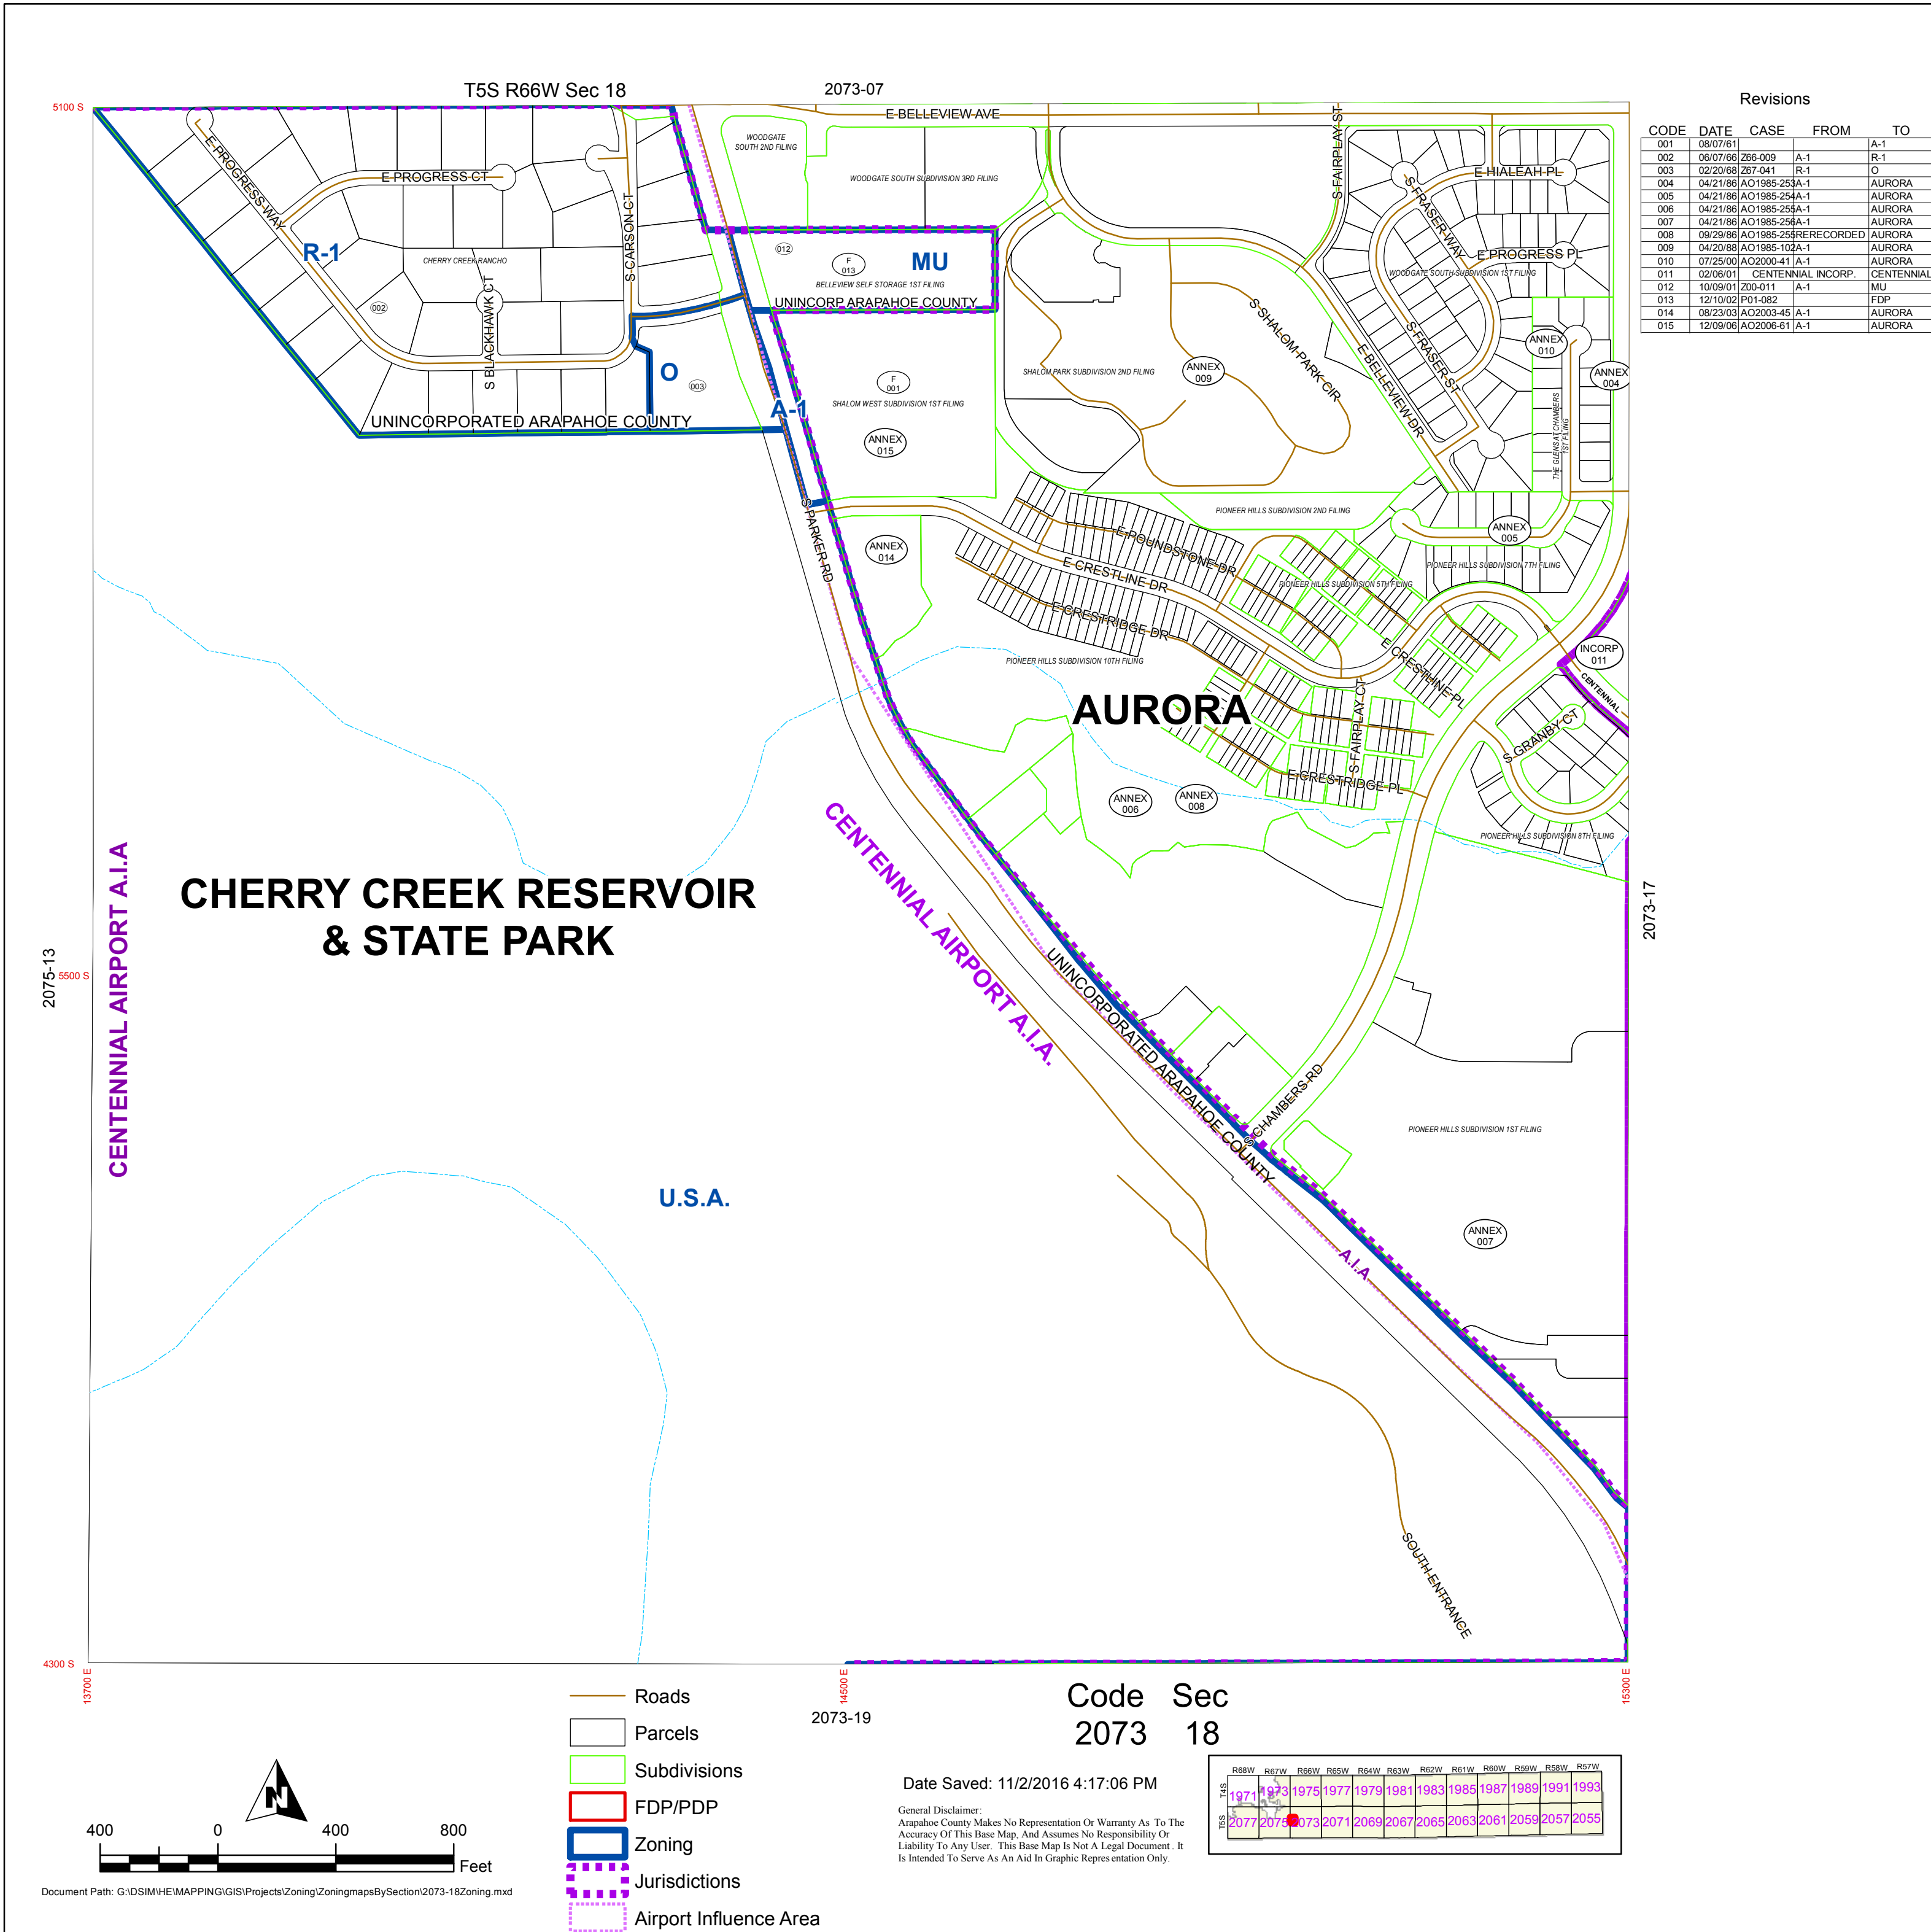 T5S R66W Sec 18
2073-07
5100 S
Revisions
CODE DATE CASE FROM TO
001 08/07/61 A-1
002 06/07/66 Z66-009 A-1 R-1
003 02/20/68 Z67-041 R-1 O
004 04/21/86 AO1985-253 A-1 AURORA
005 04/21/86 AO1985-254 A-1 AURORA
006 04/21/86 AO1985-255 A-1 AURORA
007 04/21/86 AO1985-256 A-1 AURORA
008 09/29/86 AO1985-255 RERECORDED AURORA
009 04/20/88 AO1985-102 A-1 AURORA
010 07/25/00 AO2000-41 A-1 AURORA
011 02/06/01 CENTENNIAL INCORP. CENTENNIAL
012 10/09/01 Z00-011 A-1 MU
013 12/10/02 P01-082 FDP
014 08/23/03 AO2003-45 A-1 AURORA
015 12/09/06 AO2006-61 A-1 AURORA
E BELLEVIEW AVE
WOODGATE
SOUTH 2ND FILING
WOODGATE SOUTH SUBDIVISION 3RD FILING
E PROGRESS WAY
E PROGRESS CT
S CARSON CT
S FAIRPLAY ST
E HIALEAH PL
S FRASER WAY
E PROGRESS PL
WOODGATE SOUTH SUBDIVISION 1ST FILING
R-1
CHERRY CREEK RANCHO
002
S BLACKHAWK CT
012
F
013
MU
BELLEVIEW SELF STORAGE 1ST FILING
UNINCORP ARAPAHOE COUNTY
S SHALOM PARK CIR
E BELLEVIEW DR
S FRASER ST
ANNEX
010
ANNEX
004
THE GLENS AT CHAMBERS
1ST FILING
O
003
A-1
F
001
SHALOM WEST SUBDIVISION 1ST FILING
SHALOM PARK SUBDIVISION 2ND FILING
ANNEX
009
UNINCORPORATED ARAPAHOE COUNTY
ANNEX
015
S PARKER RD
PIONEER HILLS SUBDIVISION 2ND FILING
ANNEX
005
ANNEX
014
E POUNDSTONE DR
E CRESTLINE DR
E CRESTRIDGE DR
PIONEER HILLS SUBDIVISION 5TH FILING
PIONEER HILLS SUBDIVISION 7TH FILING
PIONEER HILLS SUBDIVISION 10TH FILING
E CRESTLINE PL
INCORP
011
CENTENNIAL
AURORA
S FAIRPLAY CT
S GRANBY CT
E CRESTRIDGE PL
ANNEX
006
ANNEX
008
PIONEER HILLS SUBDIVISION 8TH FILING
CENTENNIAL AIRPORT A.I.A
CENTENNIAL AIRPORT A.I.A.
CHERRY CREEK RESERVOIR
& STATE PARK
2075-13
5500 S
2073-17
UNINCORPORATED ARAPAHOE COUNTY
S CHAMBERS RD
PIONEER HILLS SUBDIVISION 1ST FILING
U.S.A.
ANNEX
007
A.I.A
SOUTH ENTRANCE
4300 S
13700 E
14500 E
15300 E
2073-19
Code Sec
2073 18
Roads
Parcels
Subdivisions
FDP/PDP
Zoning
Jurisdictions
Airport Influence Area
N
400 0 400 800
Feet
Document Path: G:\DSIM\HE\MAPPING\GIS\Projects\Zoning\ZoningmapsBySection\2073-18Zoning.mxd
Date Saved: 11/2/2016 4:17:06 PM
General Disclaimer:
Arapahoe County Makes No Representation Or Warranty As To The
Accuracy Of This Base Map, And Assumes No Responsibility Or
Liability To Any User. This Base Map Is Not A Legal Document . It
Is Intended To Serve As An Aid In Graphic Representation Only.
R68W R67W R66W R65W R64W R63W R62W R61W R60W R59W R58W R57W
T4S 1971 1973 1975 1977 1979 1981 1983 1985 1987 1989 1991 1993
T5S 2077 2075 2073 2071 2069 2067 2065 2063 2061 2059 2057 2055